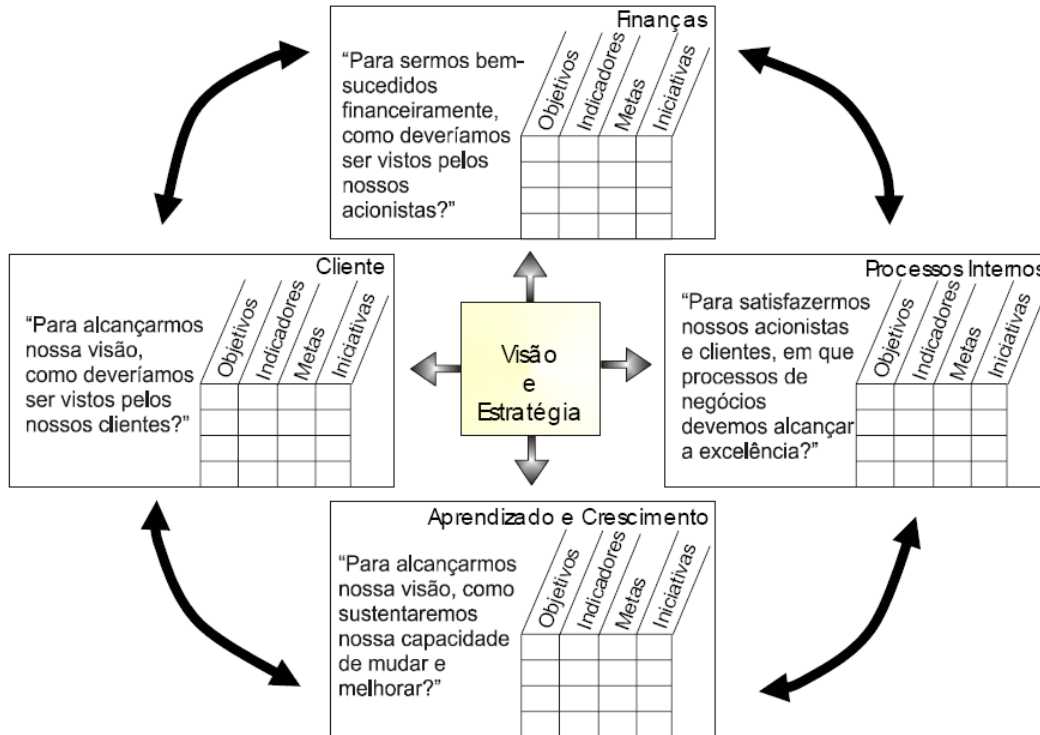 Finanças
“Para sermos bem-
sucedidos
financeiramente,
como deveríamos
ser vistos pelos
nossos
acionistas?”
Objetivos
Indicadores
Metas
Iniciativas
Cliente
“Para alcançarmos
nossa visão,
como deveríamos
ser vistos pelos
nossos clientes?”
Objetivos
Indicadores
Metas
Iniciativas
Visão
e
Estratégia
Processos Internos
“Para satisfazermos
nossos acionistas
e clientes, em que
processos de
negócios
devemos alcançar
a excelência?”
Objetivos
Indicadores
Metas
Iniciativas
Aprendizado e Crescimento
“Para alcançarmos
nossa visão, como
sustentaremos
nossa capacidade
de mudar e
melhorar?”
Objetivos
Indicadores
Metas
Iniciativas